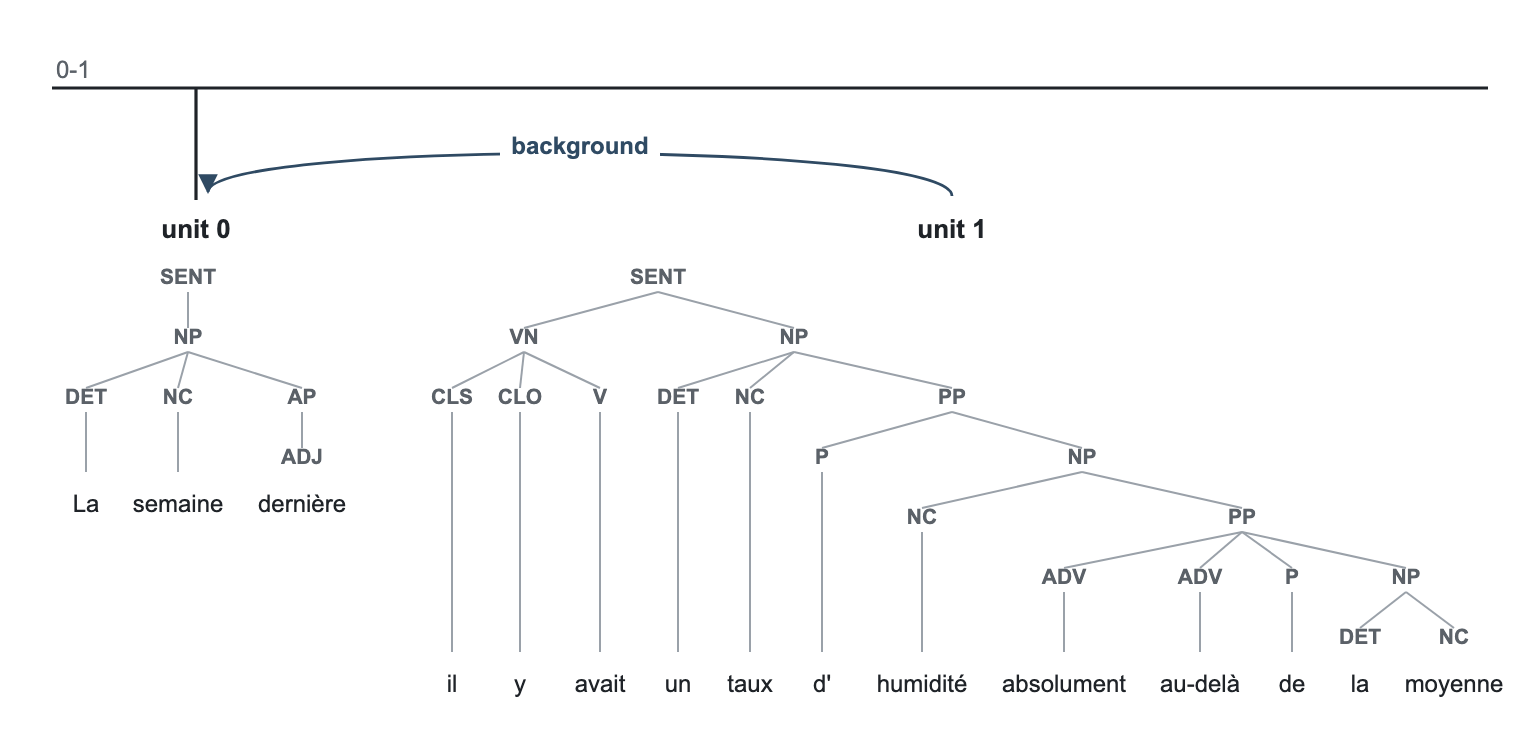 0-1
background
unit 0 unit 1
SENT SENT
NP VN NP
DET NC AP CLS CLO V DET NC PP
ADJ P NP
La semaine dernière
NC PP
ADV ADV P NP
DET NC
il y avait un taux d' humidité absolument au-delà de la moyenne